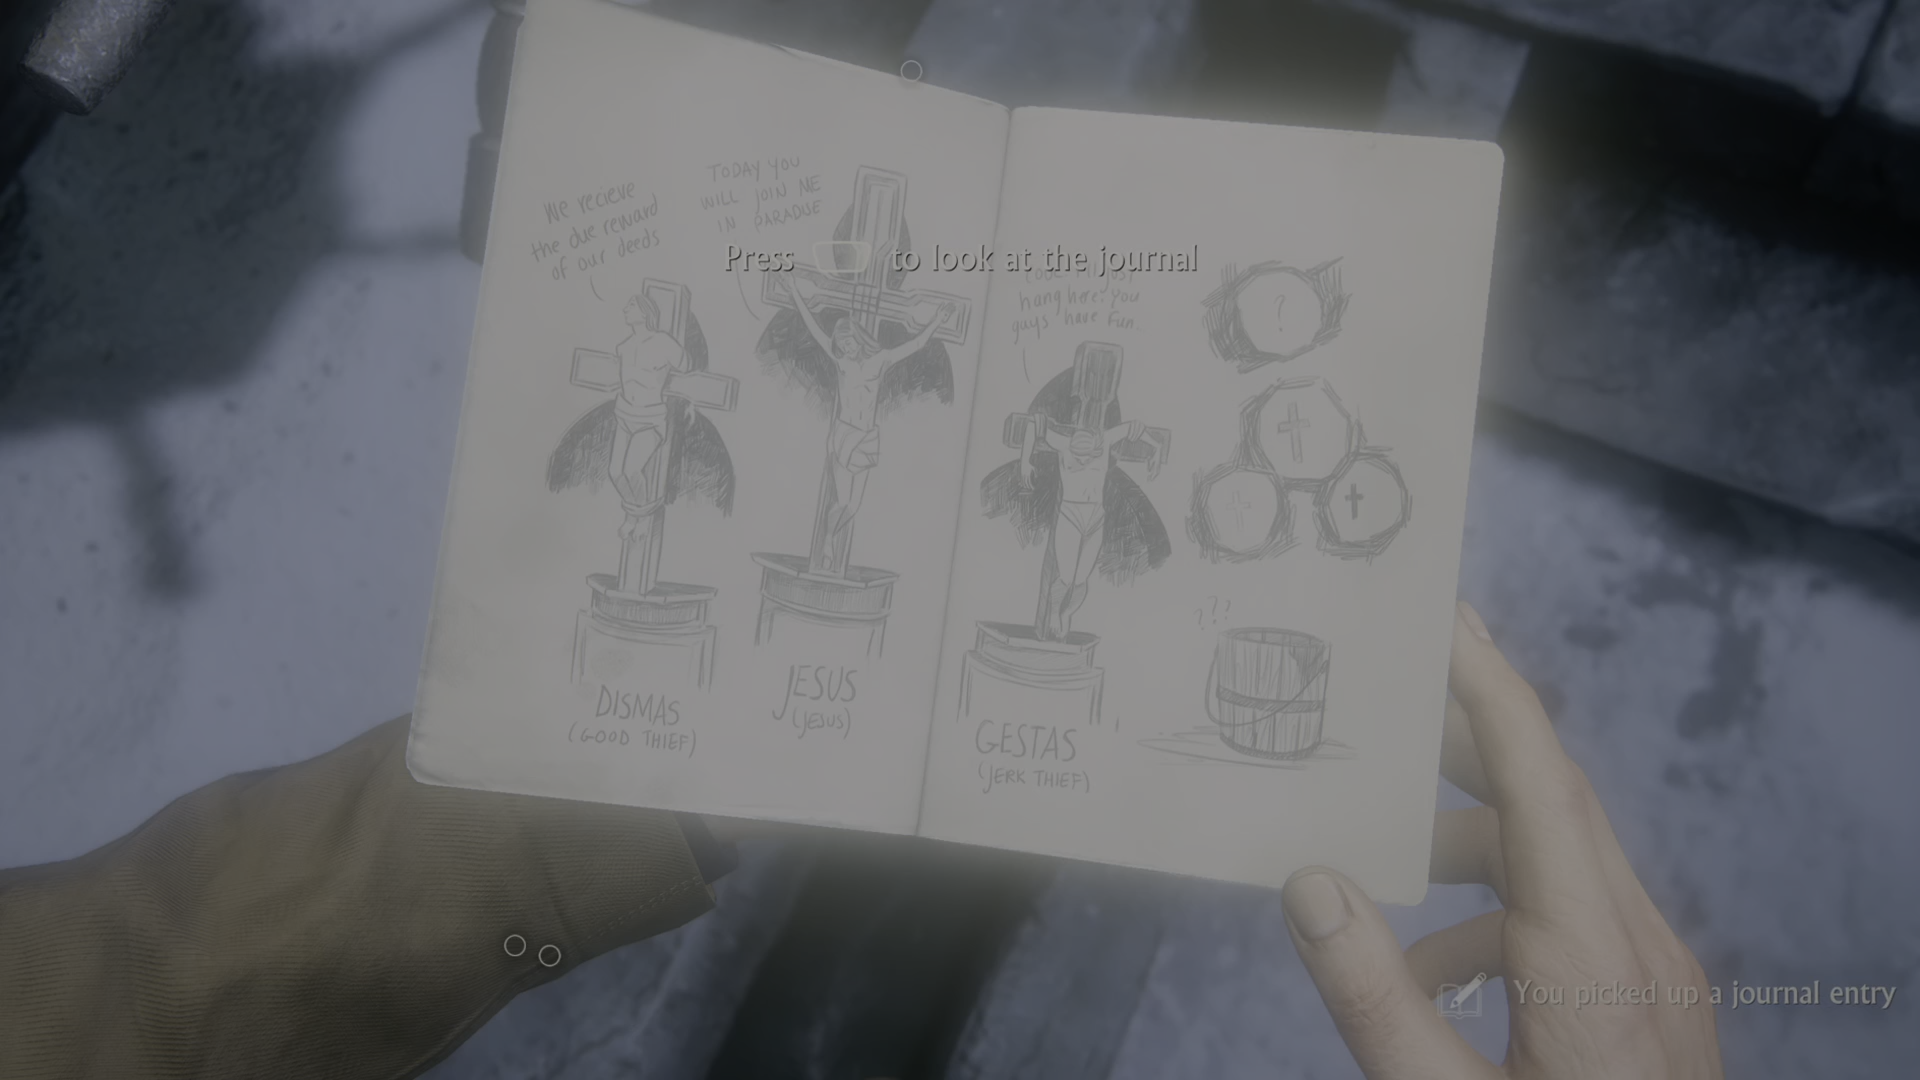 We recieve
the due reward
of our deeds
TODAY YOU
WILL JOIN ME
IN PARADISE
Press to look at the journal
hang here. You
guys have fun.
?
???
DISMAS
(GOOD THIEF)
JESUS
(JESUS)
GESTAS
(JERK THIEF)
You picked up a journal entry